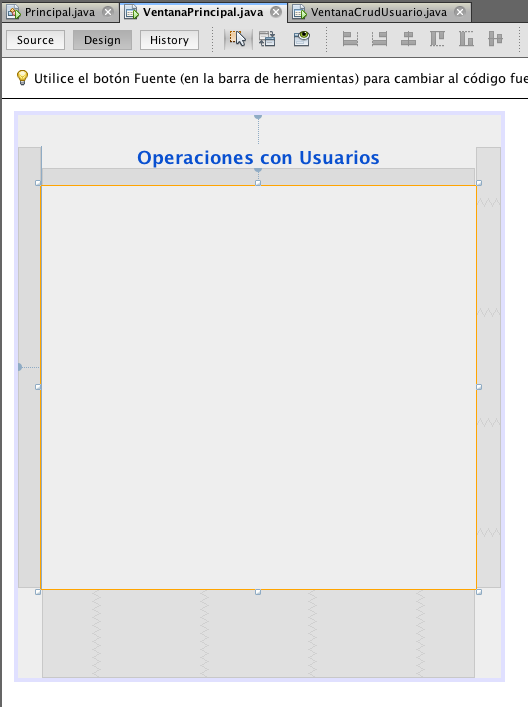 Principal.java
VentanaPrincipal.java
VentanaCrudUsuario.java
Source
Design
History
Utilice el botón Fuente (en la barra de herramientas) para cambiar al código fue
Operaciones con Usuarios